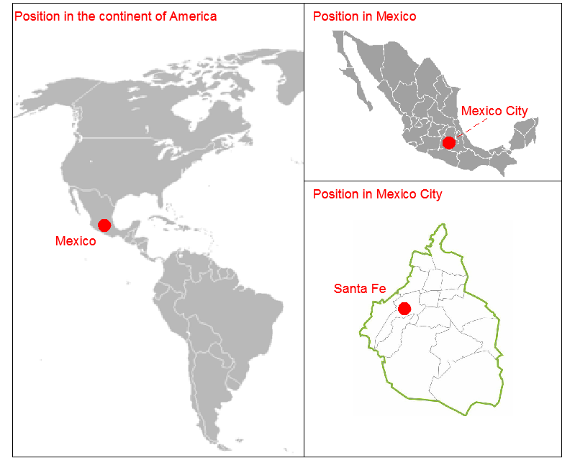 Position in the continent of America
Mexico
Position in Mexico
Mexico City
Position in Mexico City
Santa Fe